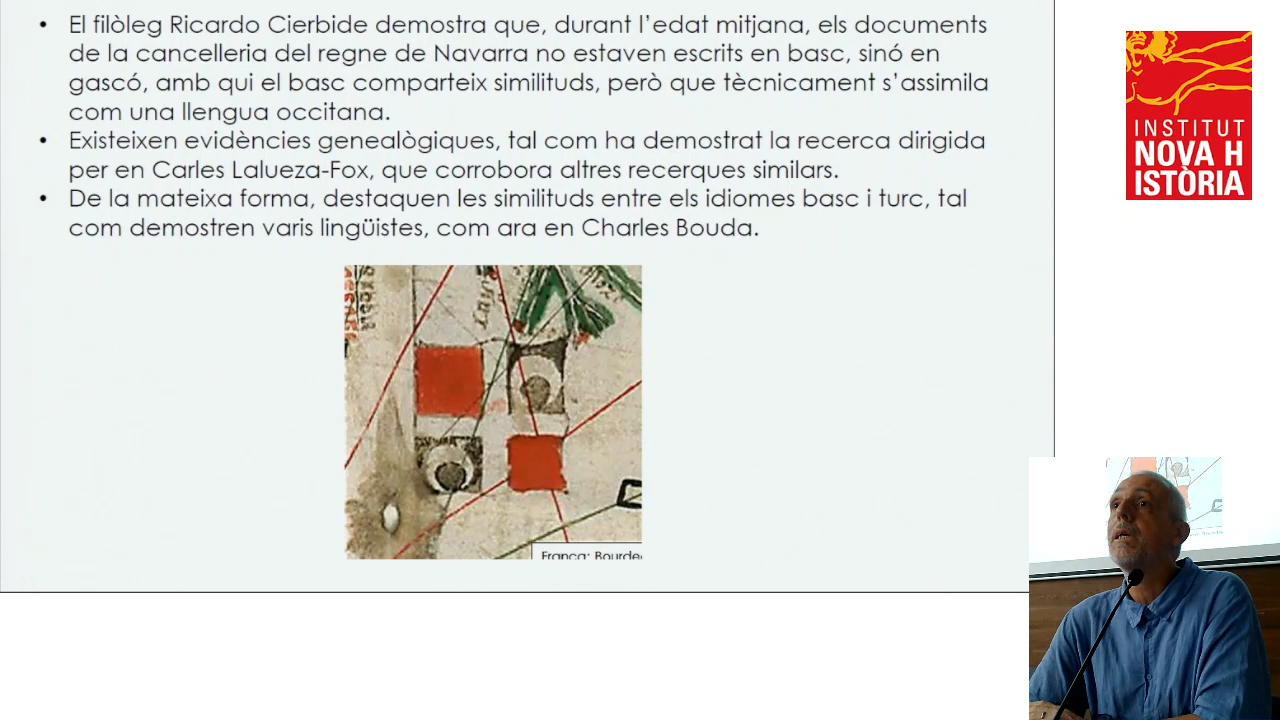 • El filòleg Ricardo Cierbide demostra que, durant l'edat mitjana, els documents
de la cancelleria del regne de Navarra no estaven escrits en basc, sinó en
gascó, amb qui el basc comparteix similituds, però que tècnicament s'assimila
com una llengua occitana.
• Existeixen evidències genealògiques, tal com ha demostrat la recerca dirigida
per en Carles Lalueza-Fox, que corrobora altres recerques similars.
• De la mateixa forma, destaquen les similituds entre els idiomes basc i turc, tal
com demostren varis lingüistes, com ara en Charles Bouda.
França: Bourde
INSTITUT
NOVA H
ISTÒRIA